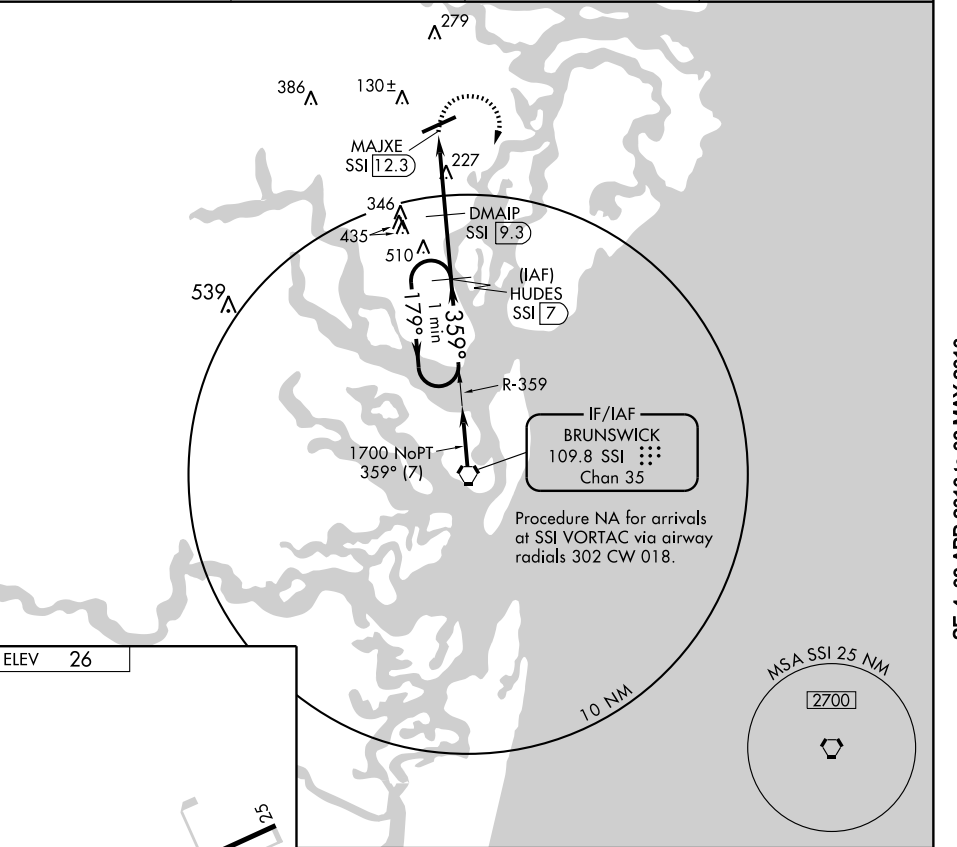 279
386
130±
MAJXE
SSI 12.3
227
346
DMAIP
SSI 9.3
435
510
(IAF)
HUDES
SSI 7
539
179°
1 min
359°
R-359
IF/IAF
BRUNSWICK
109.8 SSI
Chan 35
1700 NoPT
359° (7)
Procedure NA for arrivals
at SSI VORTAC via airway
radials 302 CW 018.
ELEV 26
10 NM
MSA SSI 25 NM
2700
25